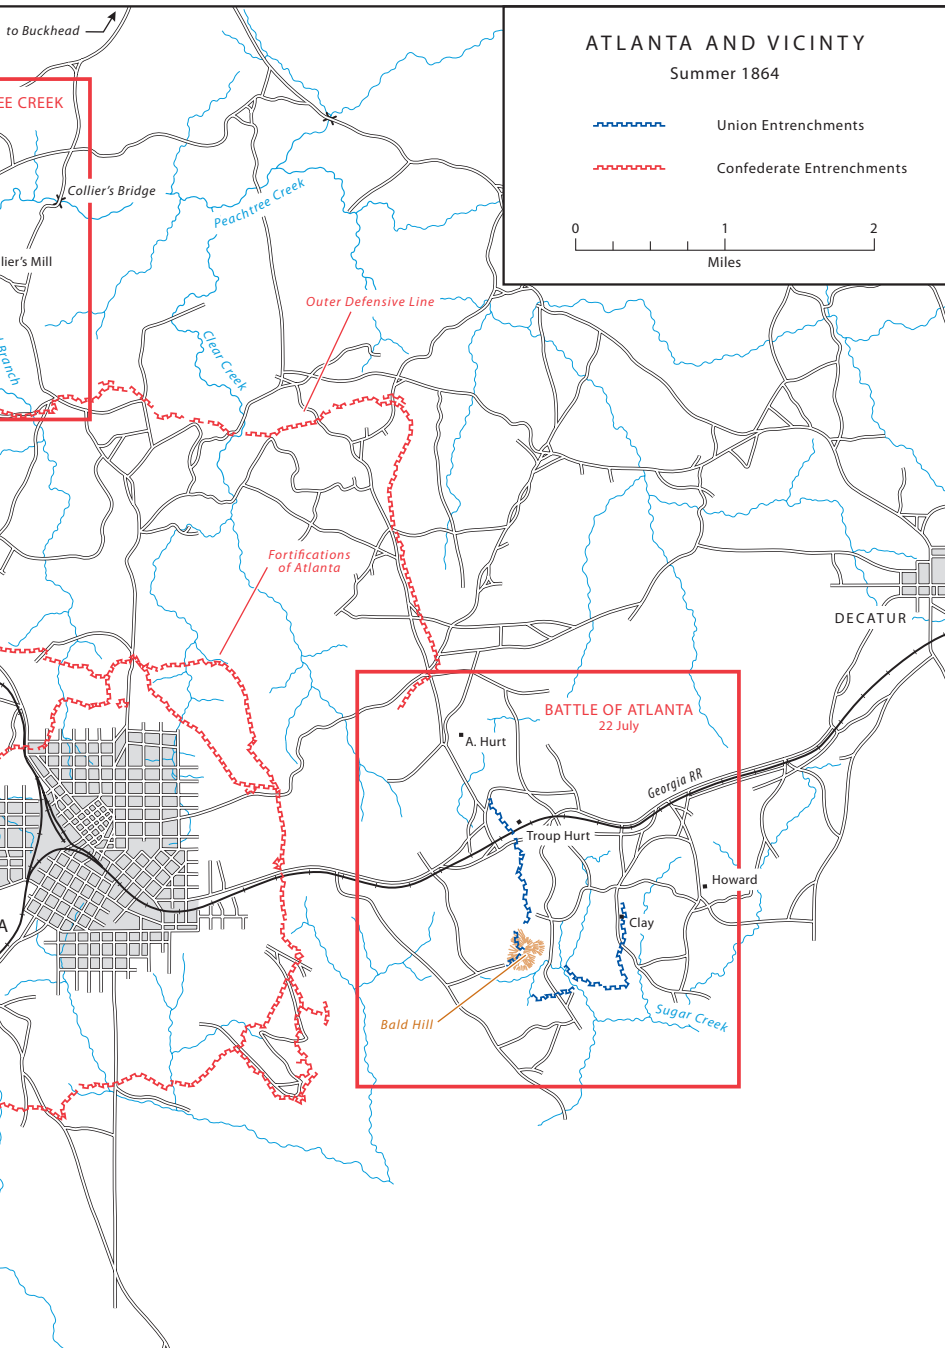 to Buckhead
ATLANTA AND VICINTY
Summer 1864
Union Entrenchments
Confederate Entrenchments
0 1 2
Miles
EE CREEK
Collier's Bridge
Peachtree Creek
lier's Mill
Outer Defensive Line
Clear Creek
Branch
Fortifications
of Atlanta
DECATUR
BATTLE OF ATLANTA
22 July
A. Hurt
Georgia RR
Troup Hurt
Howard
Clay
A
Bald Hill
Sugar Creek